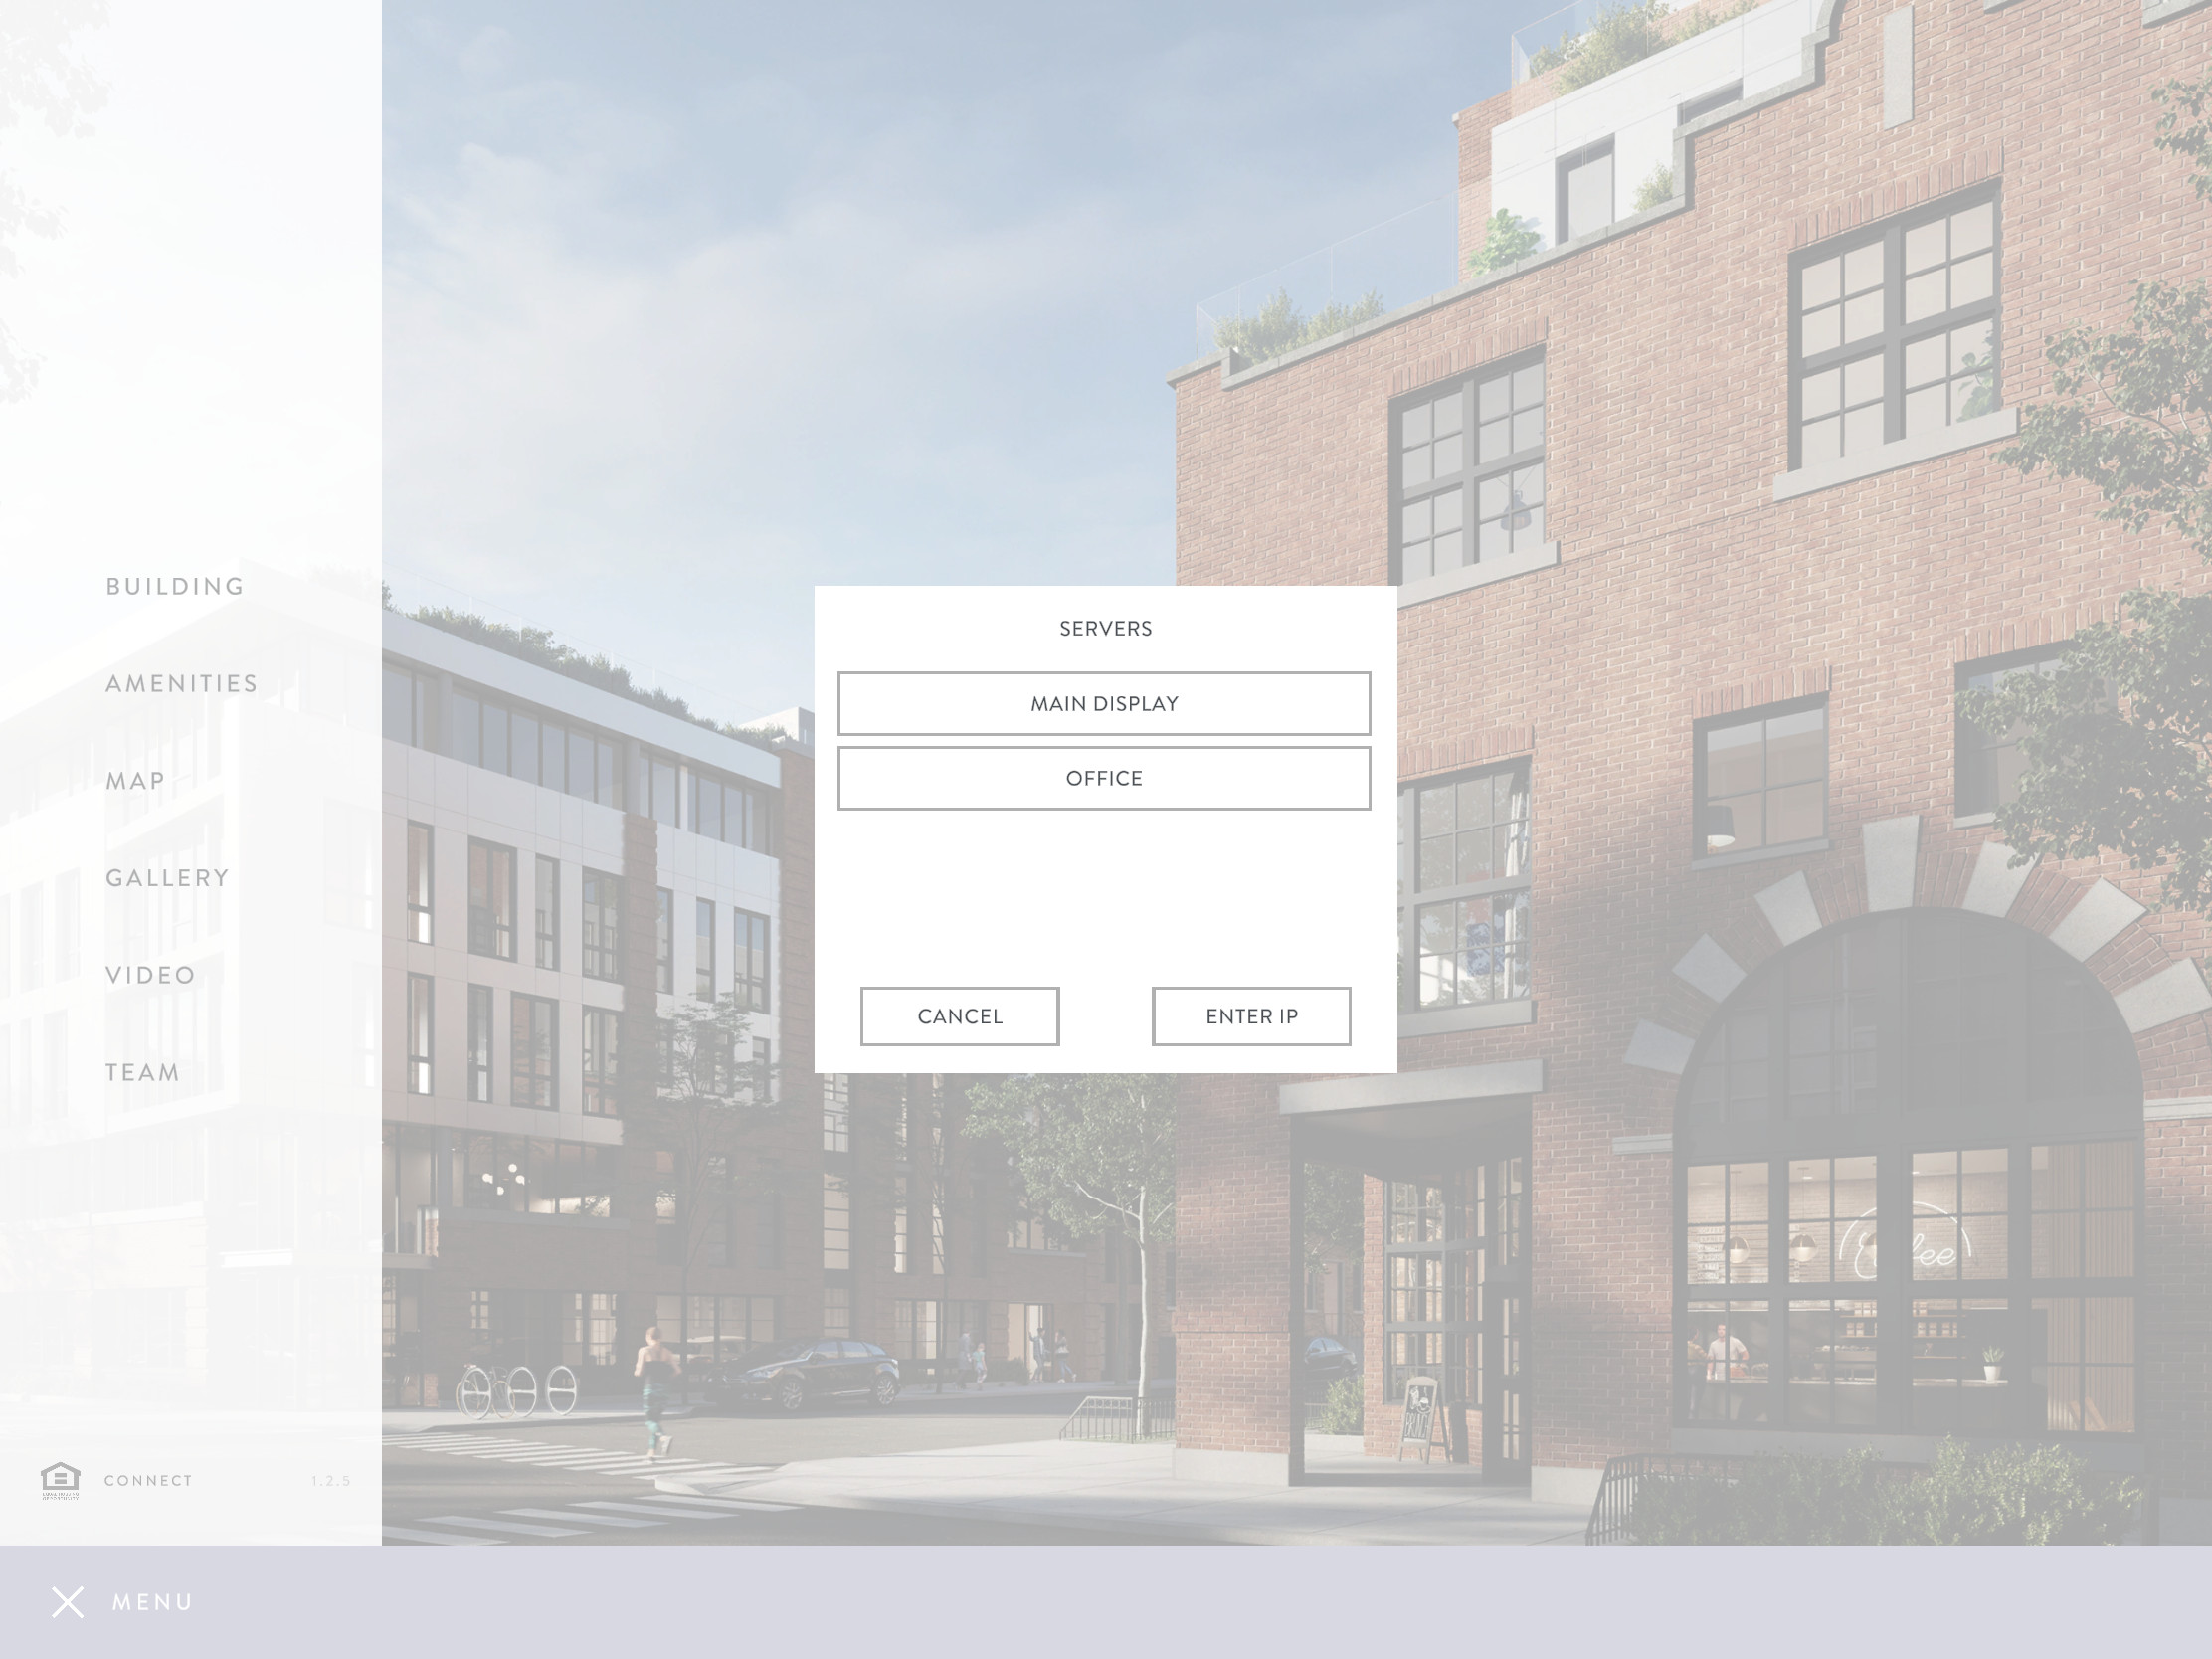 BUILDING
AMENITIES
MAP
GALLERY
VIDEO
TEAM
CONNECT
1.2.5
MENU
SERVERS
MAIN DISPLAY
OFFICE
CANCEL
ENTER IP